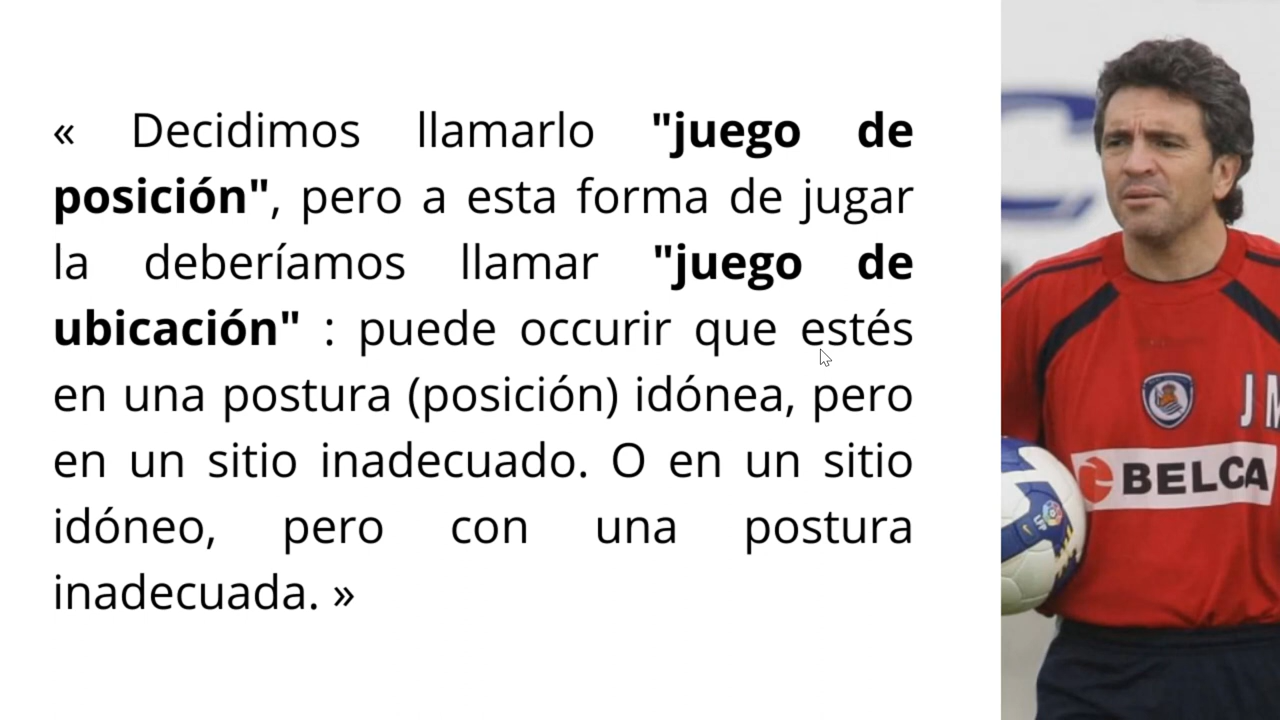 « Decidimos llamarlo "juego de
posición", pero a esta forma de jugar
la deberíamos llamar "juego de
ubicación" : puede occurir que estés
en una postura (posición) idónea, pero
en un sitio inadecuado. O en un sitio
idóneo, pero con una postura
inadecuada. »
J M
BELCA